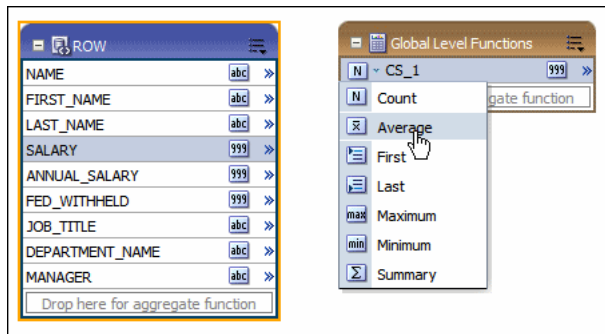 ROW
NAME abc
FIRST_NAME abc
LAST_NAME abc
SALARY 999
ANNUAL_SALARY 999
FED_WITHHELD 999
JOB_TITLE abc
DEPARTMENT_NAME abc
MANAGER abc
Drop here for aggregate function
Global Level Functions
N CS_1 999
gate function
N Count
x̅ Average
First
Last
max Maximum
min Minimum
Σ Summary